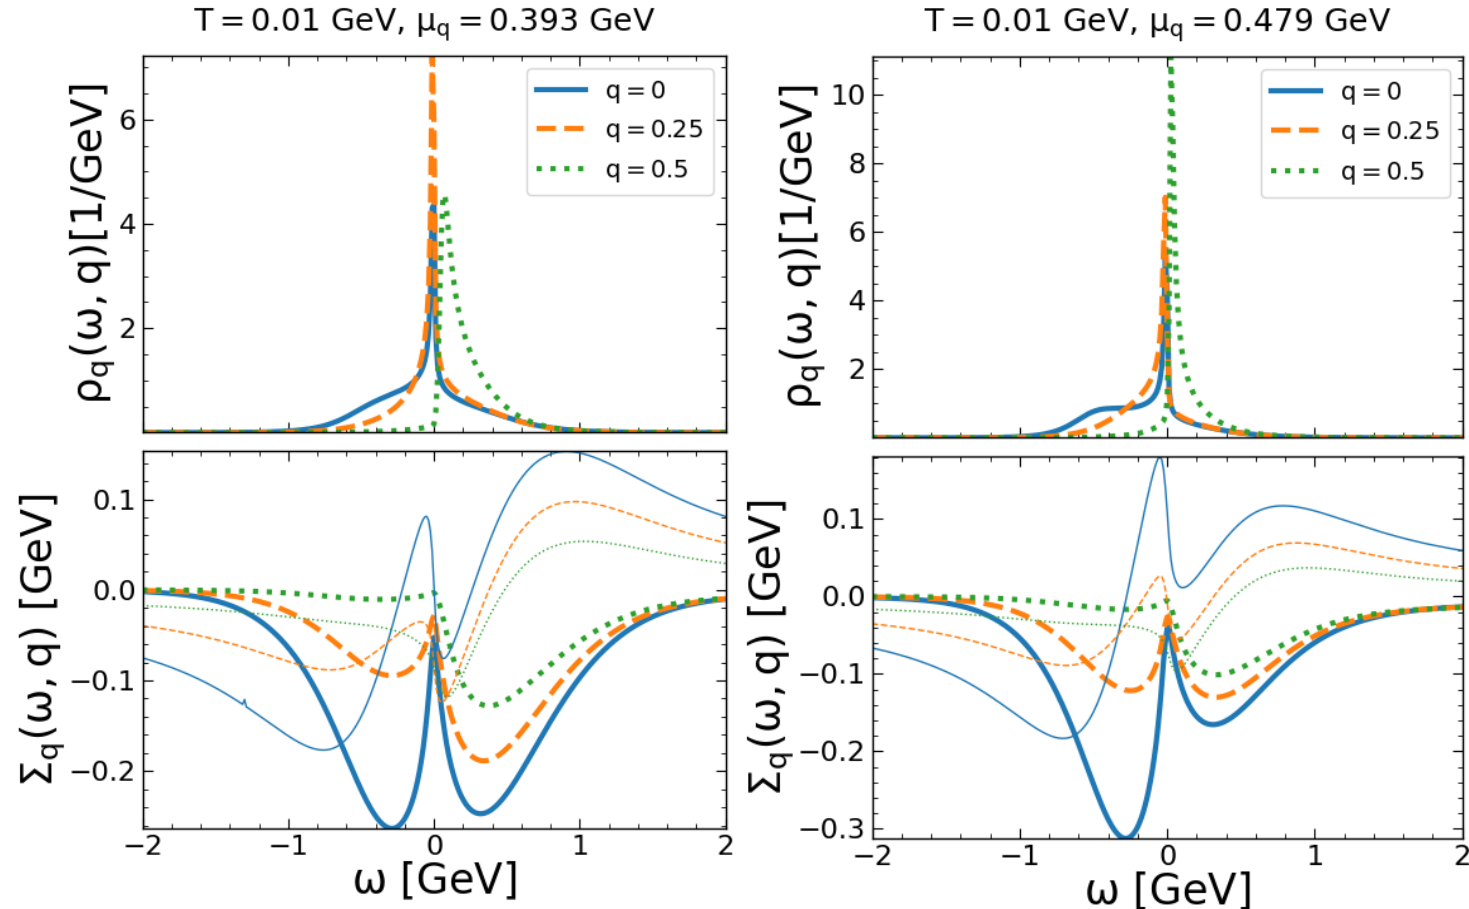 T = 0.01 GeV, μq = 0.393 GeV
ρq(ω, q)[1/GeV]
6
4
2
q = 0
q = 0.25
q = 0.5
Σq(ω, q) [GeV]
0.1
0.0
−0.1
−0.2
−2 −1 0 1 2
ω [GeV]
T = 0.01 GeV, μq = 0.479 GeV
ρq(ω, q)[1/GeV]
10
8
6
4
2
q = 0
q = 0.25
q = 0.5
Σq(ω, q) [GeV]
0.1
0.0
−0.1
−0.2
−0.3
−2 −1 0 1 2
ω [GeV]